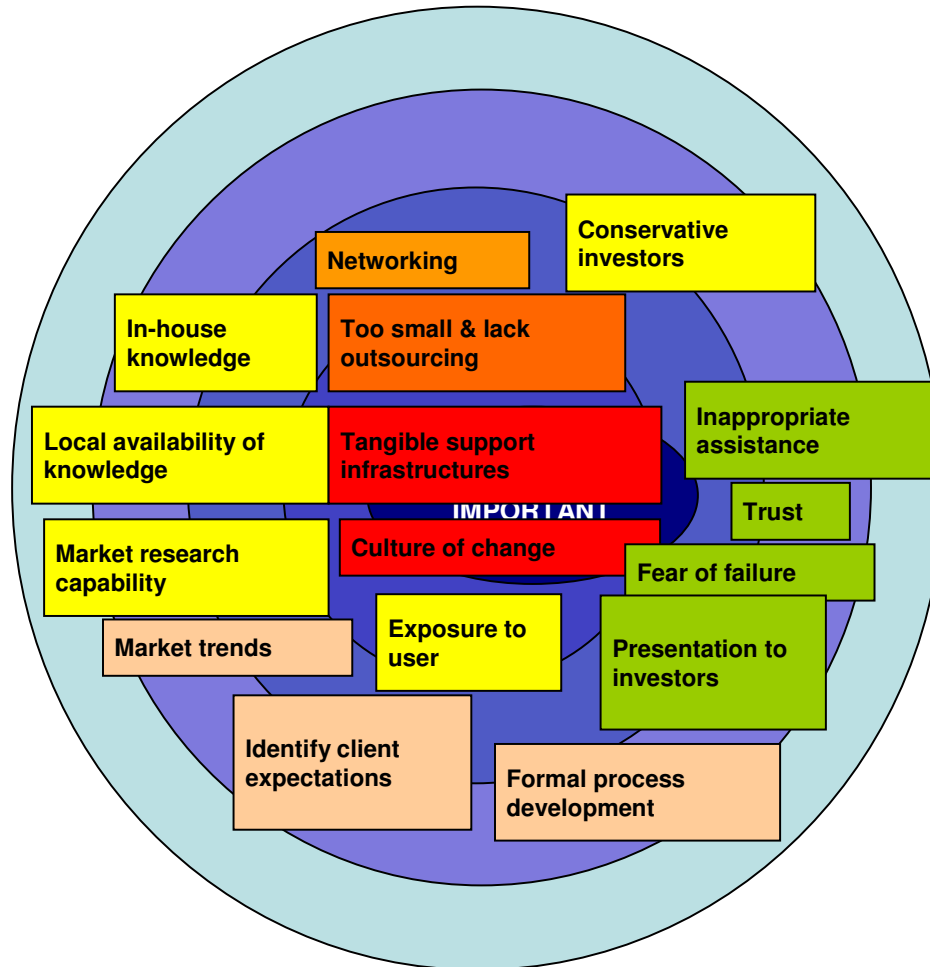 Conservative
investors
Networking
In-house
knowledge
Too small & lack
outsourcing
Inappropriate
assistance
Local availability of
knowledge
Tangible support
infrastructures
IMPORTANT
Trust
Market research
capability
Culture of change
Fear of failure
Exposure to
user
Market trends
Presentation to
investors
Identify client
expectations
Formal process
development